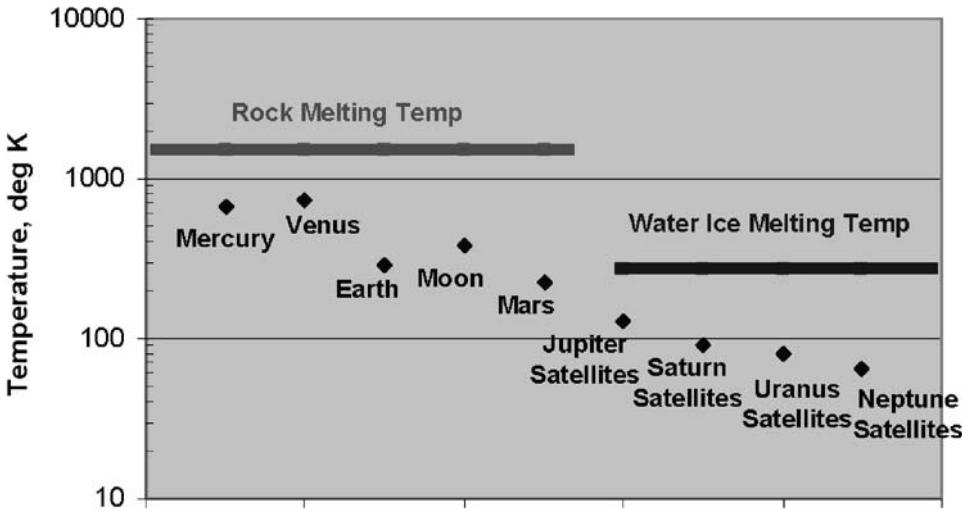 10000
Rock Melting Temp
1000
Mercury
Venus
Water Ice Melting Temp
Earth
Moon
Mars
100
Jupiter
Satellites
Saturn
Satellites
Uranus
Satellites
Neptune
Satellites
10
Temperature, deg K